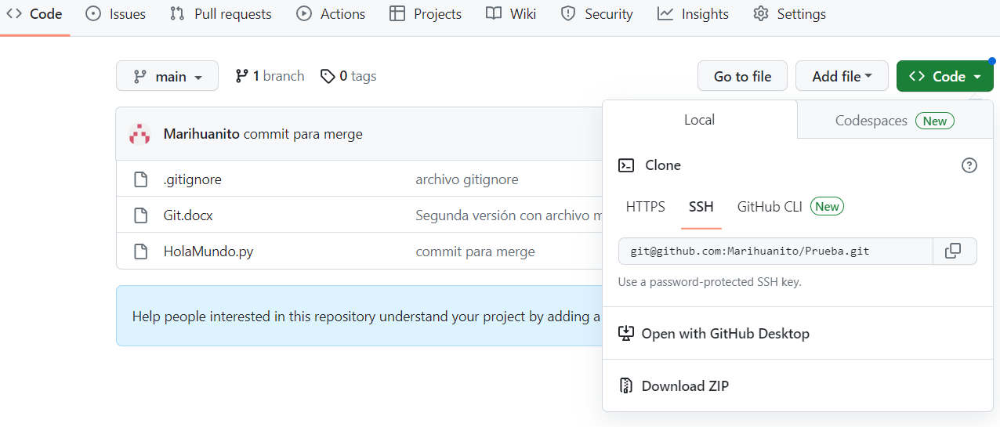 Code Issues Pull requests Actions Projects Wiki Security Insights Settings
main 1 branch 0 tags Go to file Add file Code
Local Codespaces New
Marihuanito commit para merge
Clone
.gitignore archivo gitignore
HTTPS SSH GitHub CLI New
Git.docx Segunda versión con archivo m
HolaMundo.py commit para merge
git@github.com:Marihuanito/Prueba.git
Use a password-protected SSH key.
Help people interested in this repository understand your project by adding a
Open with GitHub Desktop
Download ZIP